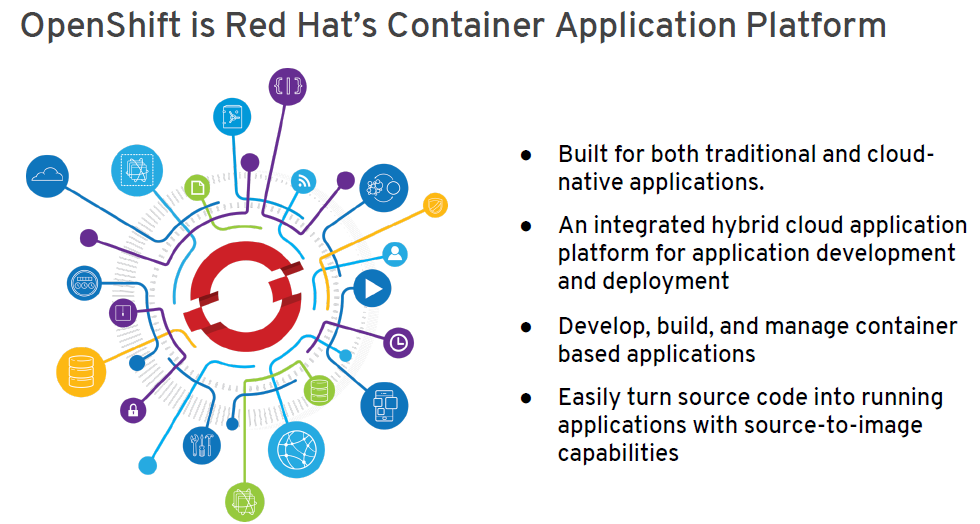 OpenShift is Red Hat's Container Application Platform
● Built for both traditional and cloud-
native applications.
● An integrated hybrid cloud application
platform for application development
and deployment
● Develop, build, and manage container
based applications
● Easily turn source code into running
applications with source-to-image
capabilities